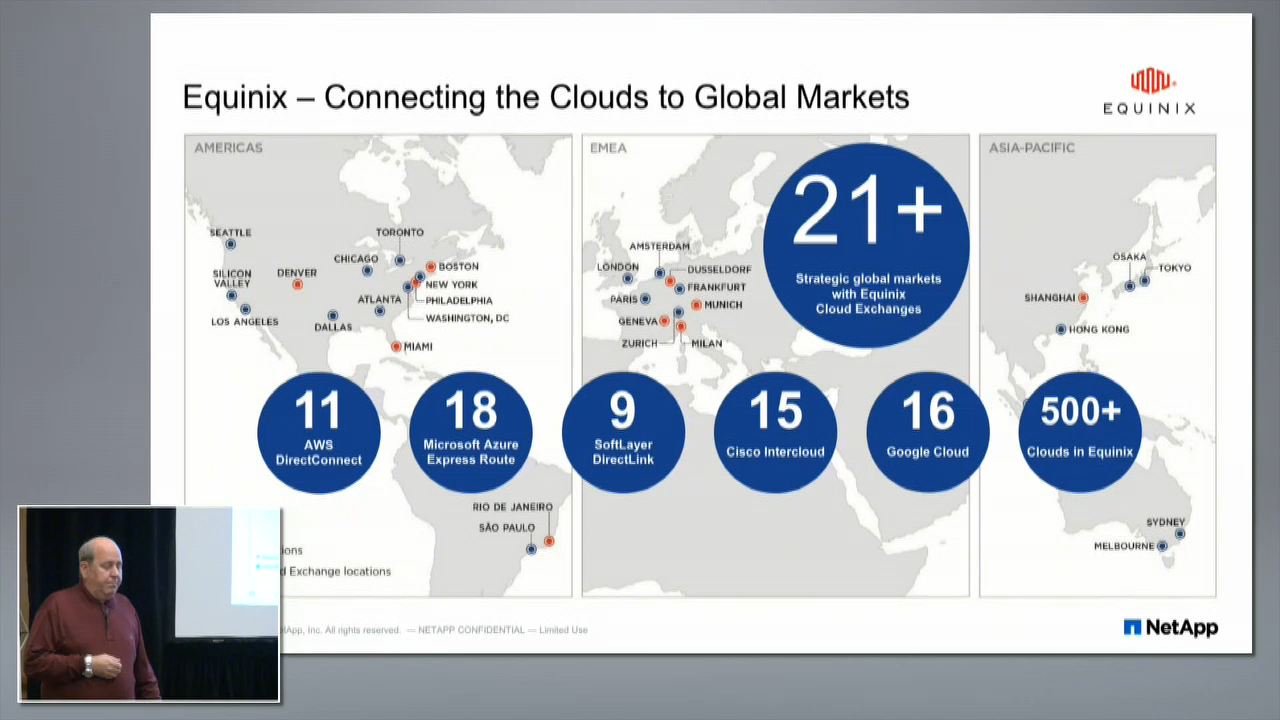 Equinix – Connecting the Clouds to Global Markets
EQUINIX
AMERICAS
SEATTLE
TORONTO
CHICAGO
BOSTON
SILICON
VALLEY
DENVER
NEW YORK
ATLANTA
PHILADELPHIA
LOS ANGELES
DALLAS
WASHINGTON, DC
MIAMI
RIO DE JANEIRO
SÃO PAULO
EMEA
AMSTERDAM
LONDON
DUSSELDORF
FRANKFURT
PARIS
MUNICH
GENEVA
ZURICH
MILAN
21+
Strategic global markets
with Equinix
Cloud Exchanges
ASIA-PACIFIC
OSAKA
TOKYO
SHANGHAI
HONG KONG
SYDNEY
MELBOURNE
11
AWS
DirectConnect
18
Microsoft Azure
Express Route
9
SoftLayer
DirectLink
15
Cisco Intercloud
16
Google Cloud
500+
Clouds in Equinix
Exchange locations
Inc. All rights reserved. — NETAPP CONFIDENTIAL — Limited Use
NetApp